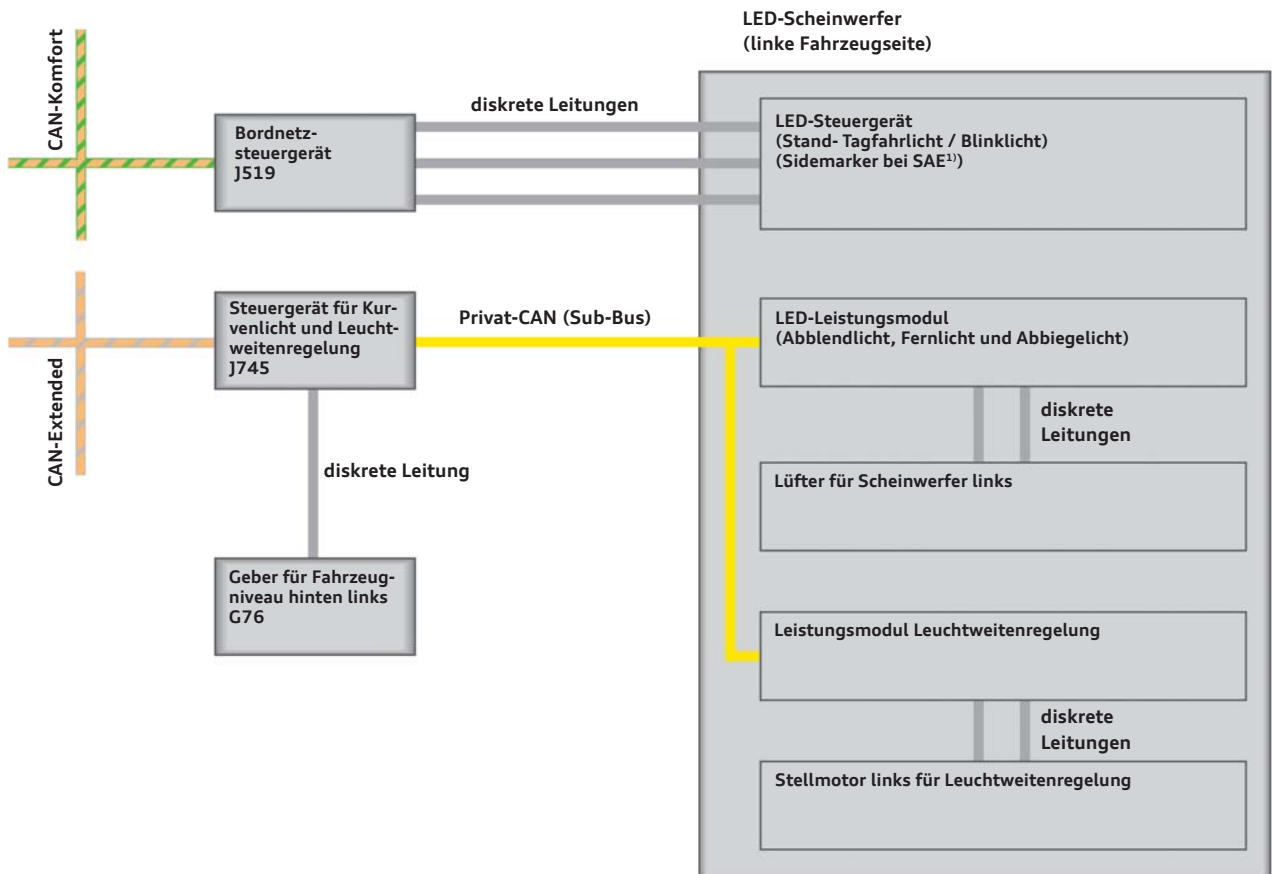 LED-Scheinwerfer
(linke Fahrzeugseite)
CAN-Komfort
Bordnetz-
steuergerät
J519
diskrete Leitungen
LED-Steuergerät
(Stand- Tagfahrlicht / Blinklicht)
(Sidemarker bei SAE¹⁾)
CAN-Extended
Steuergerät für Kur-
venlicht und Leucht-
weitenregelung
J745
Privat-CAN (Sub-Bus)
LED-Leistungsmodul
(Abblendlicht, Fernlicht und Abbiegelicht)
diskrete
Leitungen
diskrete Leitung
Lüfter für Scheinwerfer links
Geber für Fahrzeug-
niveau hinten links
G76
Leistungsmodul Leuchtweitenregelung
diskrete
Leitungen
Stellmotor links für Leuchtweitenregelung